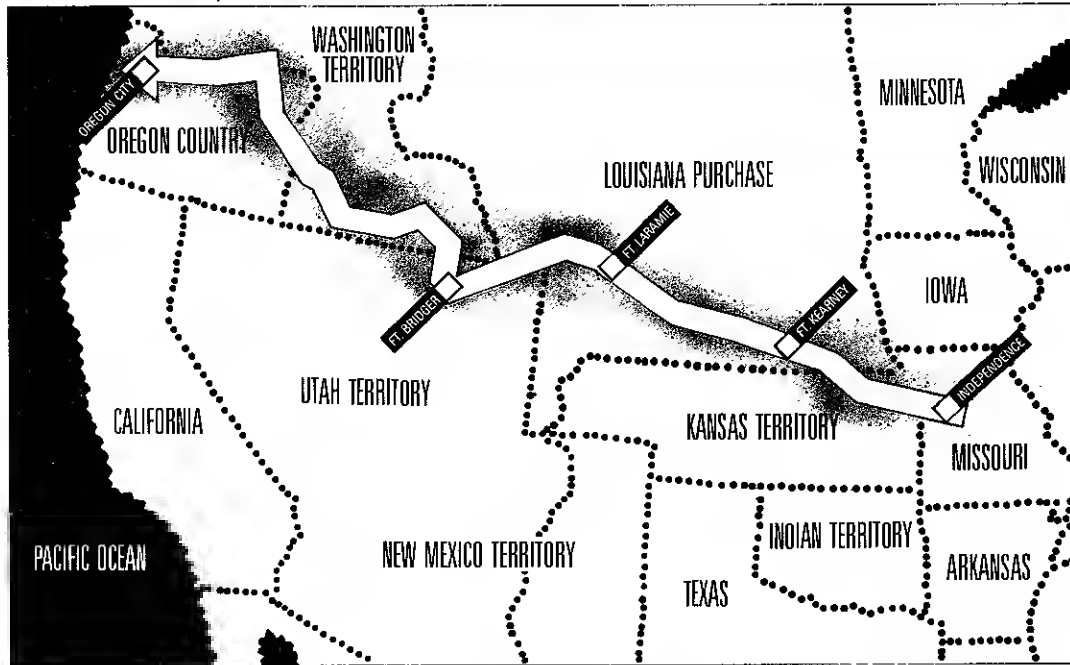 WASHINGTON
TERRITORY
MINNESOTA
OREGON CITY
OREGON COUNTRY
LOUISIANA PURCHASE
WISCONSIN
FT. LARAMIE
IOWA
FT. BRIDGER
FT. KEARNEY
INDEPENDENCE
UTAH TERRITORY
CALIFORNIA
KANSAS TERRITORY
MISSOURI
PACIFIC OCEAN
NEW MEXICO TERRITORY
INDIAN TERRITORY
TEXAS
ARKANSAS